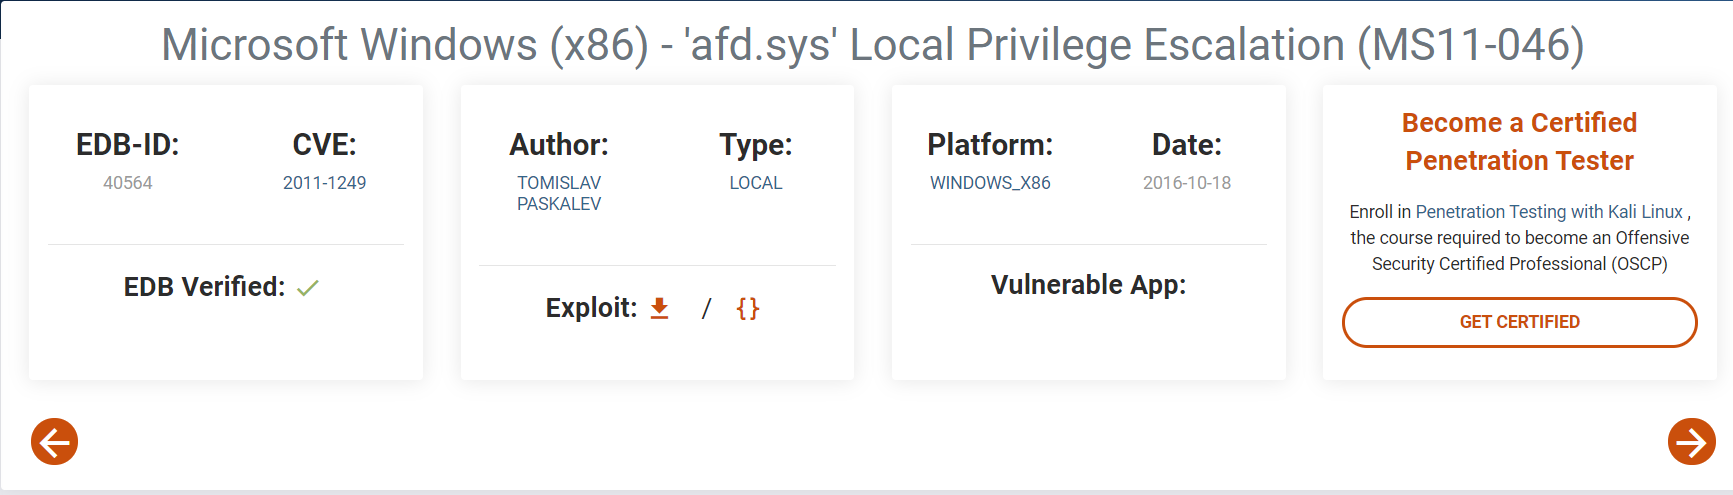 Microsoft Windows (x86) - 'afd.sys' Local Privilege Escalation (MS11-046)
EDB-ID:
40564
CVE:
2011-1249
EDB Verified:
Author:
TOMISLAV
PASKALEV
Type:
LOCAL
Exploit: / {}
Platform:
WINDOWS_X86
Date:
2016-10-18
Vulnerable App:
Become a Certified
Penetration Tester
Enroll in Penetration Testing with Kali Linux ,
the course required to become an Offensive
Security Certified Professional (OSCP)
GET CERTIFIED